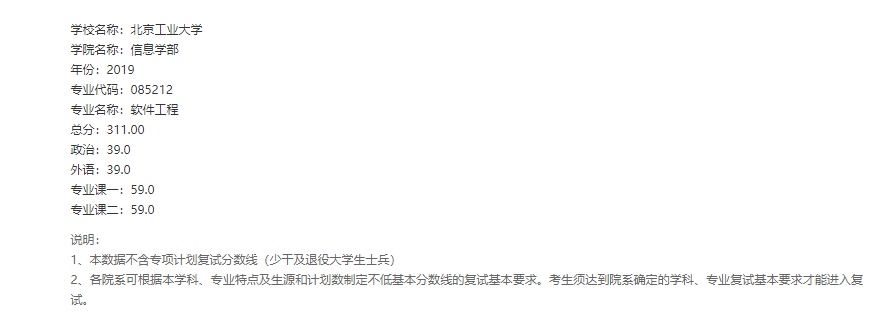 学校名称：北京工业大学
学院名称：信息学部
年份：2019
专业代码：085212
专业名称：软件工程
总分：311.00
政治：39.0
外语：39.0
专业课一：59.0
专业课二：59.0
说明：
1、本数据不含专项计划复试分数线（少干及退役大学生士兵）
2、各院系可根据本学科、专业特点及生源和计划数制定不低基本分数线的复试基本要求。考生须达到院系确定的学科、专业复试基本要求才能进入复
试。